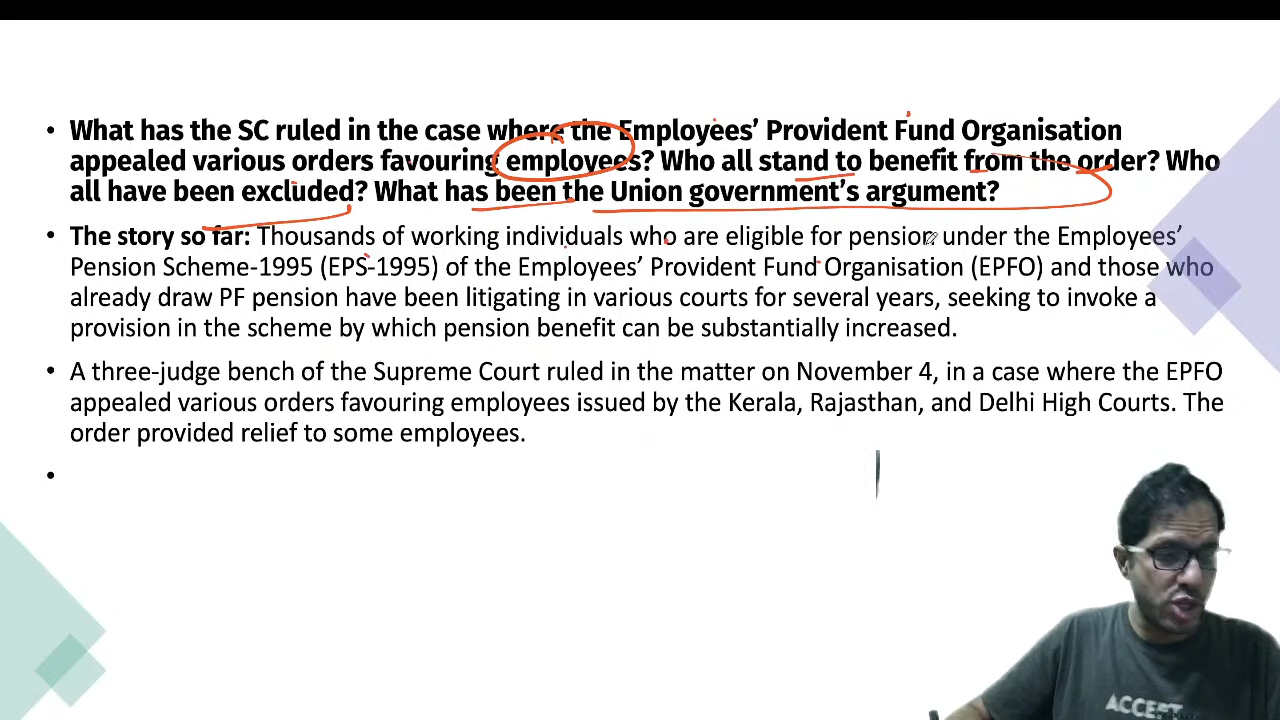 • What has the SC ruled in the case where the Employees’ Provident Fund Organisation
appealed various orders favouring employees? Who all stand to benefit from the order? Who
all have been excluded? What has been the Union government’s argument?
• The story so far: Thousands of working individuals who are eligible for pension under the Employees’
Pension Scheme-1995 (EPS-1995) of the Employees’ Provident Fund Organisation (EPFO) and those who
already draw PF pension have been litigating in various courts for several years, seeking to invoke a
provision in the scheme by which pension benefit can be substantially increased.
• A three-judge bench of the Supreme Court ruled in the matter on November 4, in a case where the EPFO
appealed various orders favouring employees issued by the Kerala, Rajasthan, and Delhi High Courts. The
order provided relief to some employees.
•
ACCEPT